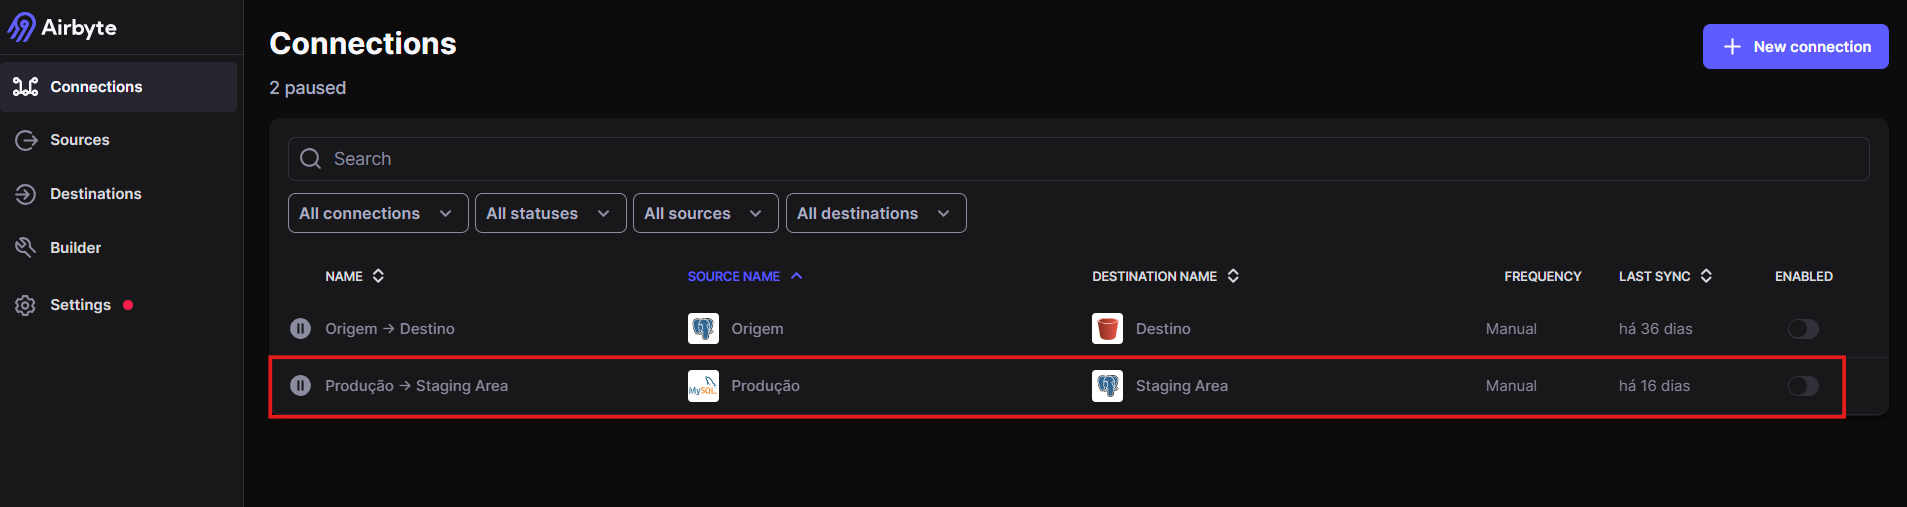 Airbyte
Connections
Sources
Destinations
Builder
Settings
Connections
2 paused
New connection
Search
All connections All statuses All sources All destinations
NAME SOURCE NAME DESTINATION NAME FREQUENCY LAST SYNC ENABLED
Origem → Destino Origem Destino Manual há 36 dias
Produção → Staging Area MySQL Produção Staging Area Manual há 16 dias